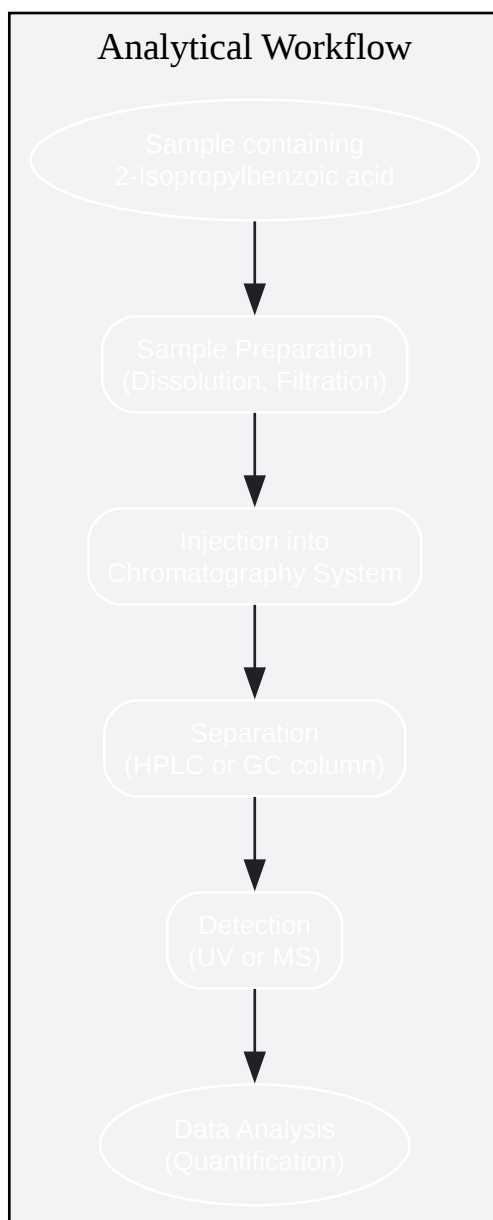 Analytical Workflow
Sample containing
2-Isopropylbenzoic acid
Sample Preparation
(Dissolution, Filtration)
Injection into
Chromatography System
Separation
(HPLC or GC column)
Detection
(UV or MS)
Data Analysis
(Quantification)